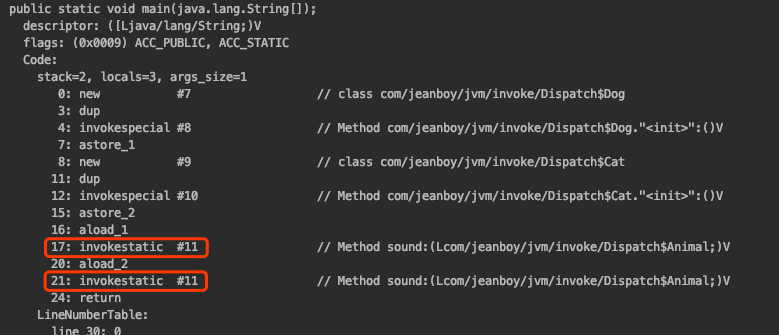 public static void main(java.lang.String[]);
descriptor: ([Ljava/lang/String;)V
flags: (0x0009) ACC_PUBLIC, ACC_STATIC
Code:
stack=2, locals=3, args_size=1
0: new #7 // class com/jeanboy/jvm/invoke/Dispatch$Dog
3: dup
4: invokespecial #8 // Method com/jeanboy/jvm/invoke/Dispatch$Dog."<init>":()V
7: astore_1
8: new #9 // class com/jeanboy/jvm/invoke/Dispatch$Cat
11: dup
12: invokespecial #10 // Method com/jeanboy/jvm/invoke/Dispatch$Cat."<init>":()V
15: astore_2
16: aload_1
17: invokestatic #11 // Method sound:(Lcom/jeanboy/jvm/invoke/Dispatch$Animal;)V
20: aload_2
21: invokestatic #11 // Method sound:(Lcom/jeanboy/jvm/invoke/Dispatch$Animal;)V
24: return
LineNumberTable:
line 30: 0